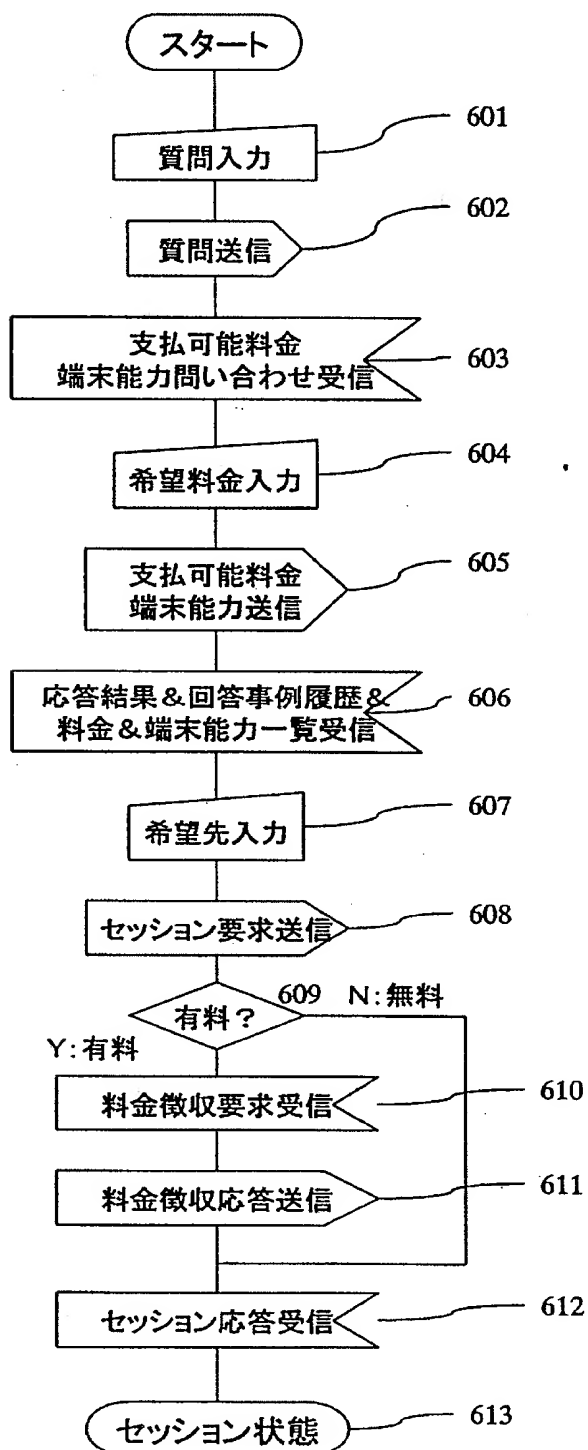 スタート
601
質問入力
602
質問送信
支払可能料金
端末能力問い合わせ受信
603
604
希望料金入力
605
支払可能料金
端末能力送信
応答結果&回答事例履歴&
料金&端末能力一覧受信
606
607
希望先入力
セッション要求送信
608
609 N:無料
有料?
Y:有料
料金徴収要求受信
610
料金徴収応答送信
611
セッション応答受信
612
セッション状態
613